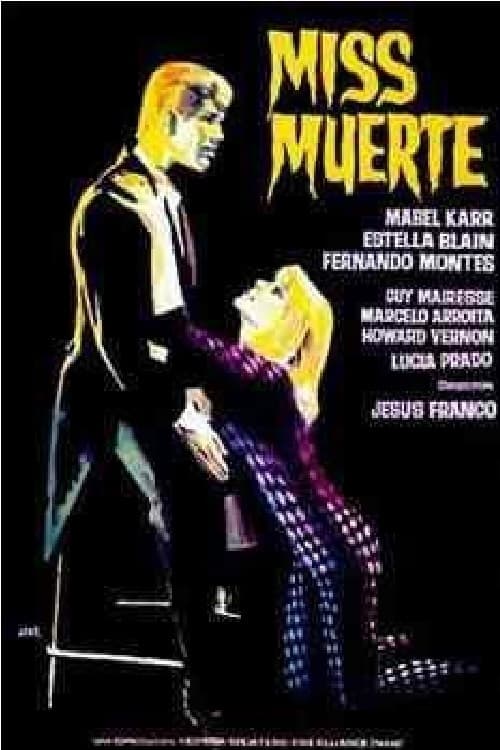 MISS
MUERTE
MABEL KARR
ESTELLA BLAIN
FERNANDO MONTES
GUY MAIRESSE
MARCELO ARROITA
HOWARD VERNON
LUCIA PRADO
JESUS FRANCO